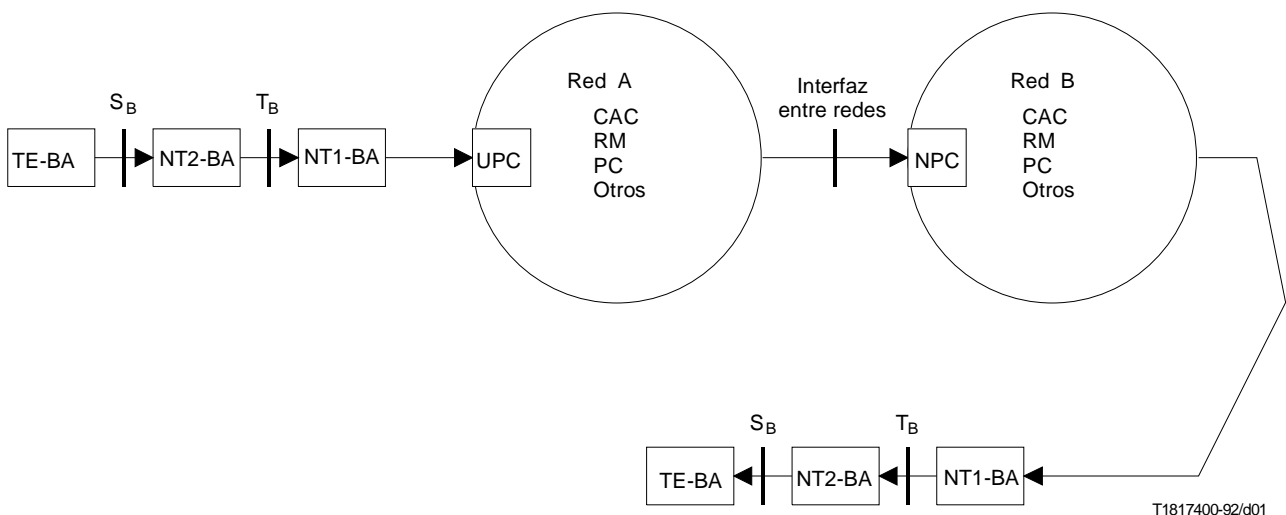 Red A
Red B
Interfaz
entre redes
S_B
T_B
CAC
RM
PC
Otros
CAC
RM
PC
Otros
TE-BA
NT2-BA
NT1-BA
UPC
NPC
S_B
T_B
TE-BA
NT2-BA
NT1-BA
T1817400-92/d01